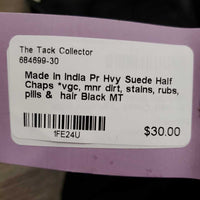 The Tack Collector
684699-30
Made in India Pr Hvy Suede Half
Chaps *vgc, mnr dirt, stains, rubs,
pills & hair Black MT
1FE24U
$30.00